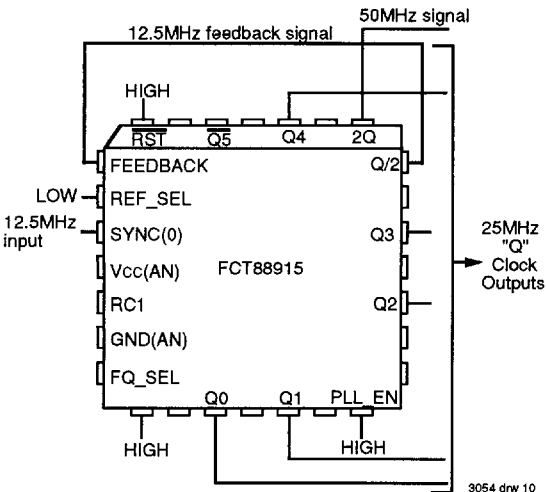 50MHz signal
12.5MHz feedback signal
HIGH
RST Q5 Q4 2Q
FEEDBACK Q/2
LOW REF_SEL
12.5MHz
input
SYNC(0) Q3
25MHz
"Q"
Clock
Outputs
Vcc(AN) FCT88915
RC1 Q2
GND(AN)
FQ_SEL
Q0 Q1 PLL_EN
HIGH HIGH
3054 drw 10